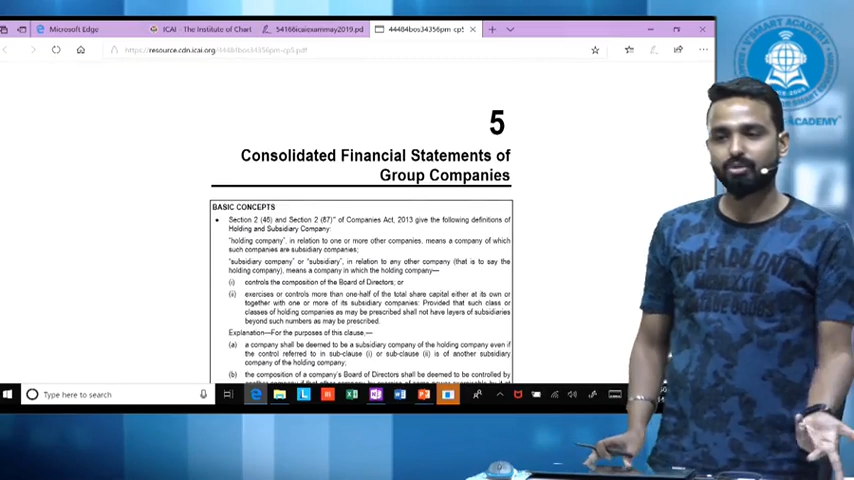 Microsoft Edge
ICAI - The Institute of Chart
54166icaiexammay2019.pd
44484bos34356pm-cp5
https://resource.cdn.icai.org/44484bos34356pm-cp5.pdf
5
Consolidated Financial Statements of
Group Companies
BASIC CONCEPTS
• Section 2 (46) and Section 2 (87)" of Companies Act, 2013 give the following definitions of
Holding and Subsidiary Company:
"holding company", in relation to one or more other companies, means a company of which
such companies are subsidiary companies;
"subsidiary company" or "subsidiary", in relation to any other company (that is to say the
holding company), means a company in which the holding company—
(i) controls the composition of the Board of Directors; or
(ii) exercises or controls more than one-half of the total share capital either at its own or
together with one or more of its subsidiary companies: Provided that such class or
classes of holding companies as may be prescribed shall not have layers of subsidiaries
beyond such numbers as may be prescribed.
Explanation—For the purposes of this clause,—
(a) a company shall be deemed to be a subsidiary company of the holding company even if
the control referred to in sub-clause (i) or sub-clause (ii) is of another subsidiary
company of the holding company;
(b) the composition of a company's Board of Directors shall be deemed to be controlled by
Type here to search
V'SMART ACADEMY
ACADEMY
BUFFALO